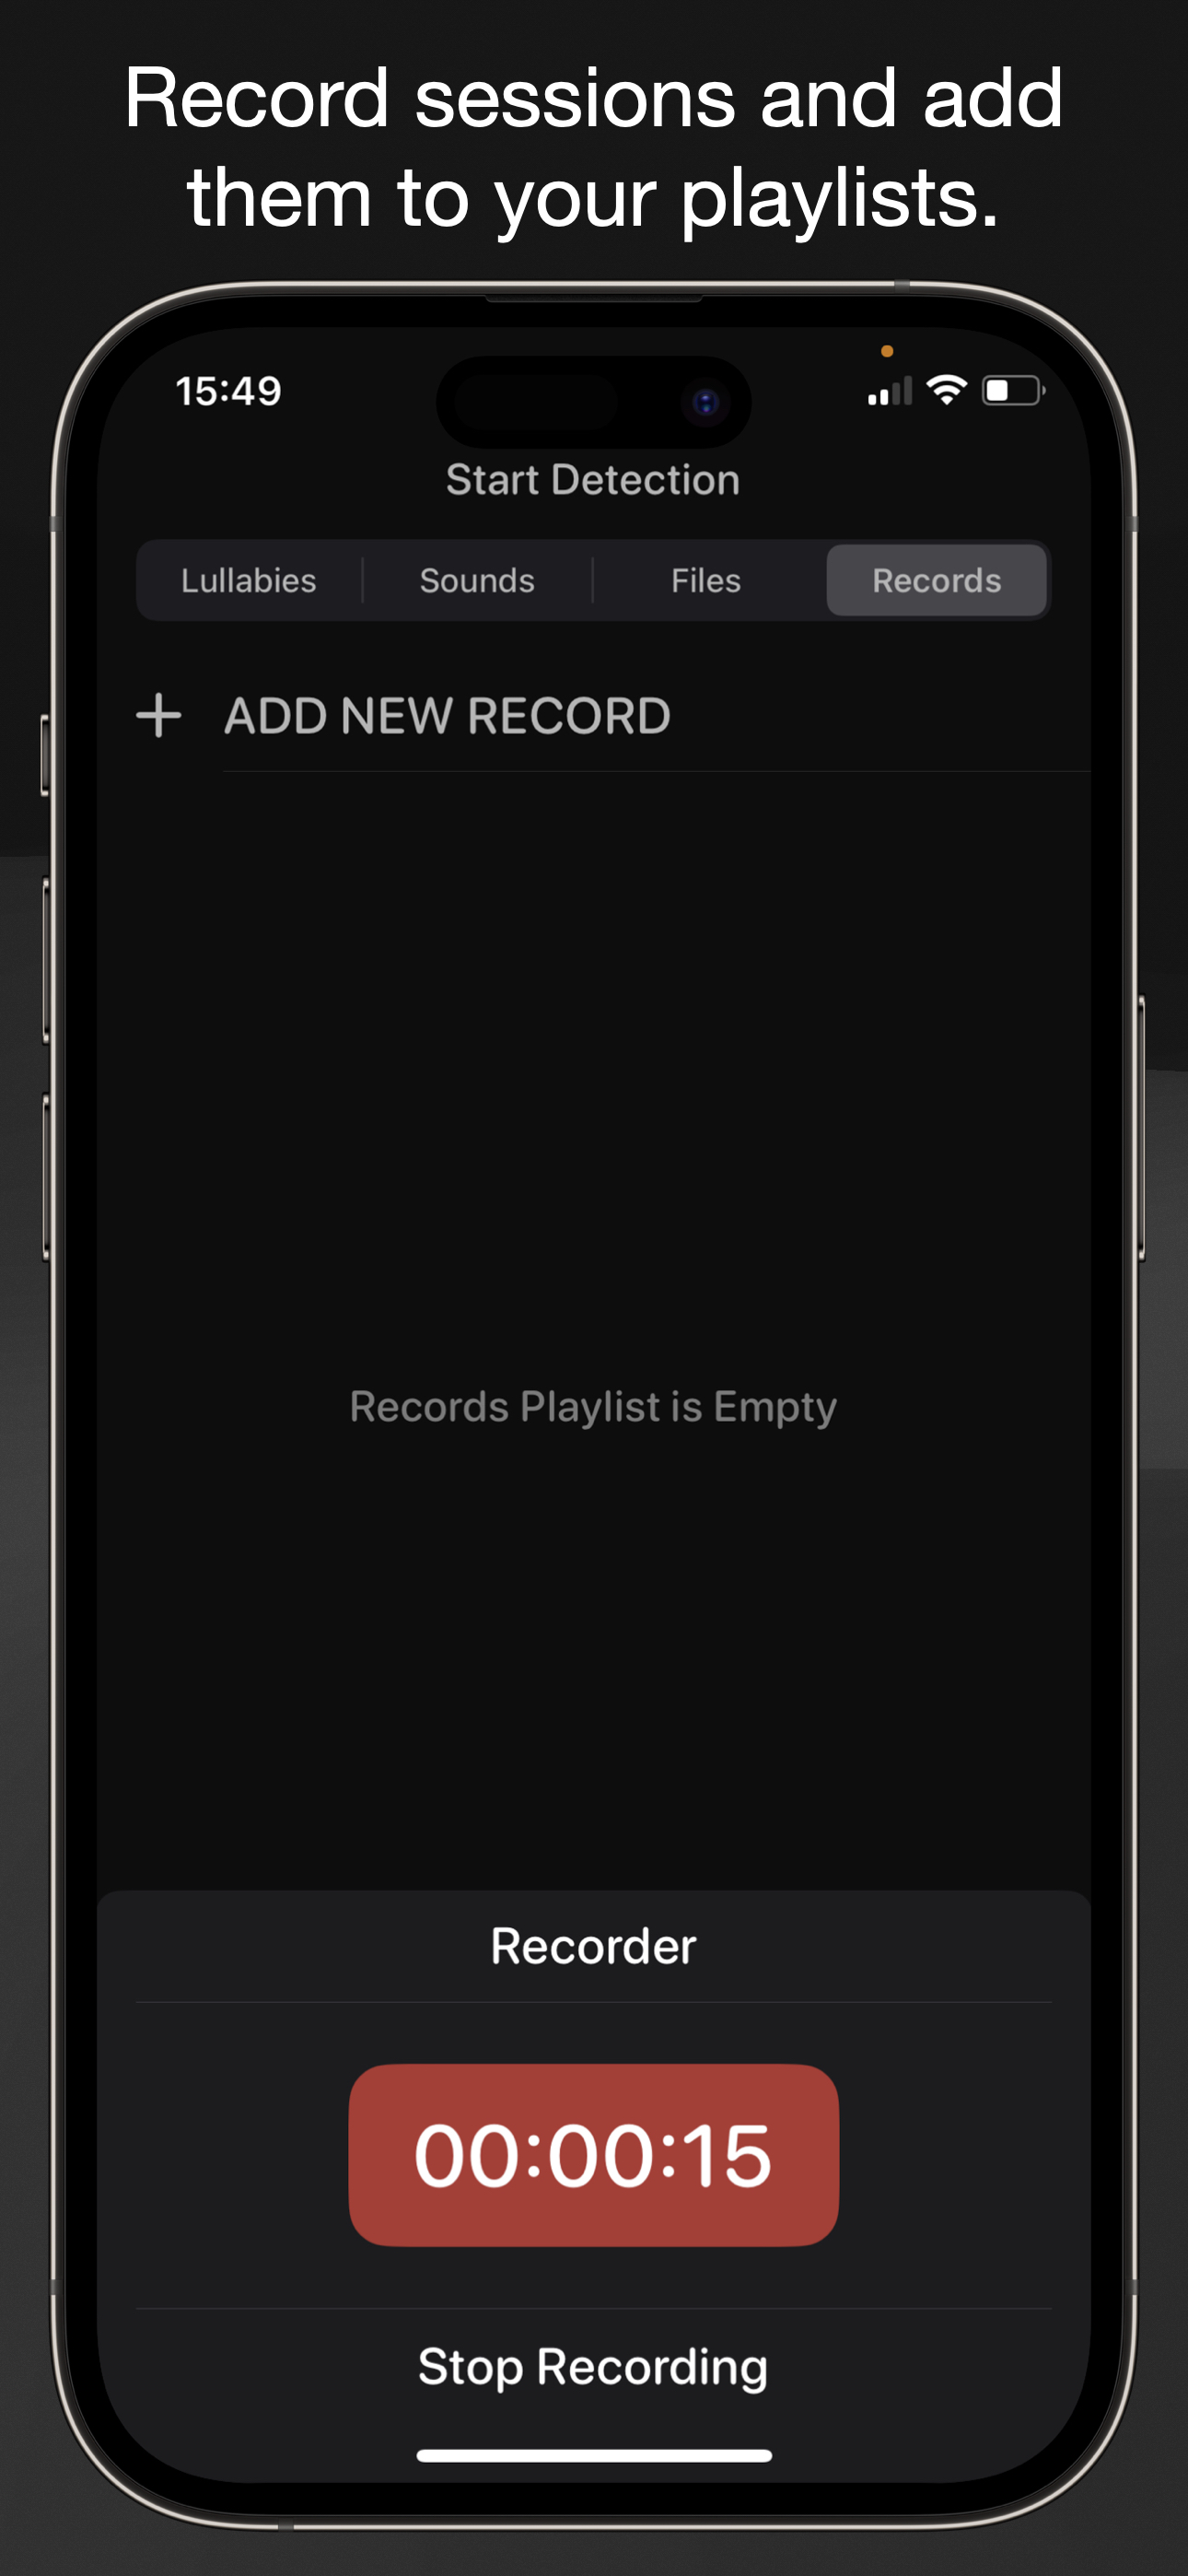 Record sessions and add
them to your playlists.
15:49
Start Detection
Lullabies Sounds Files Records
+ ADD NEW RECORD
Records Playlist is Empty
Recorder
00:00:15
Stop Recording